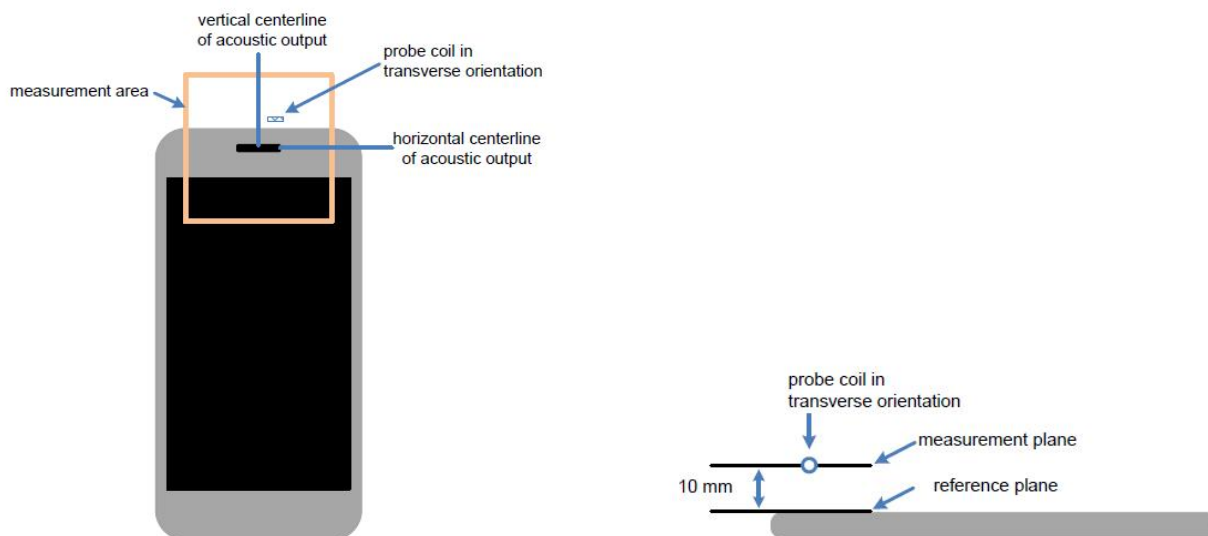 vertical centerline
of acoustic output
probe coil in
transverse orientation
measurement area
horizontal centerline
of acoustic output
probe coil in
transverse orientation
measurement plane
10 mm
reference plane